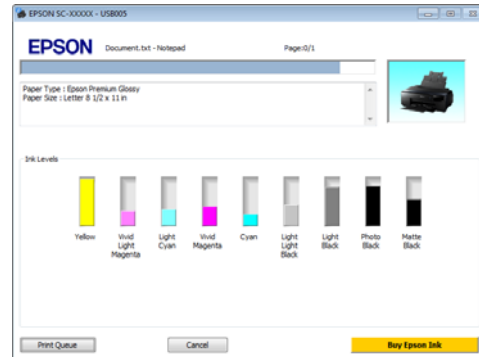 EPSON SC-XXXXX - USB005
EPSON
Document.txt - Notepad
Page:0/1
Paper Type : Epson Premium Glossy
Paper Size : Letter 8 1/2 x 11 in
Ink Levels
Yellow
Vivid
Light
Magenta
Light
Cyan
Vivid
Magenta
Cyan
Light
Light
Black
Light
Black
Photo
Black
Matte
Black
Print Queue
Cancel
Buy Epson Ink